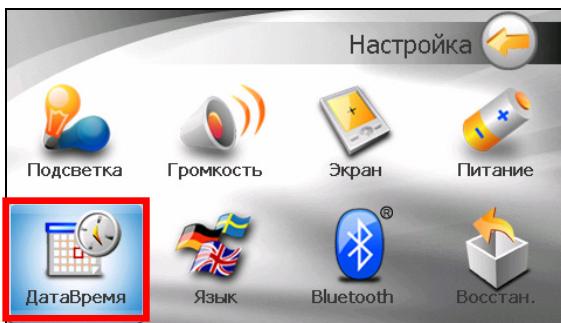 Настройка
Подсветка
Громкость
Экран
Питание
ДатаВремя
Язык
Bluetooth
®
Восстан.